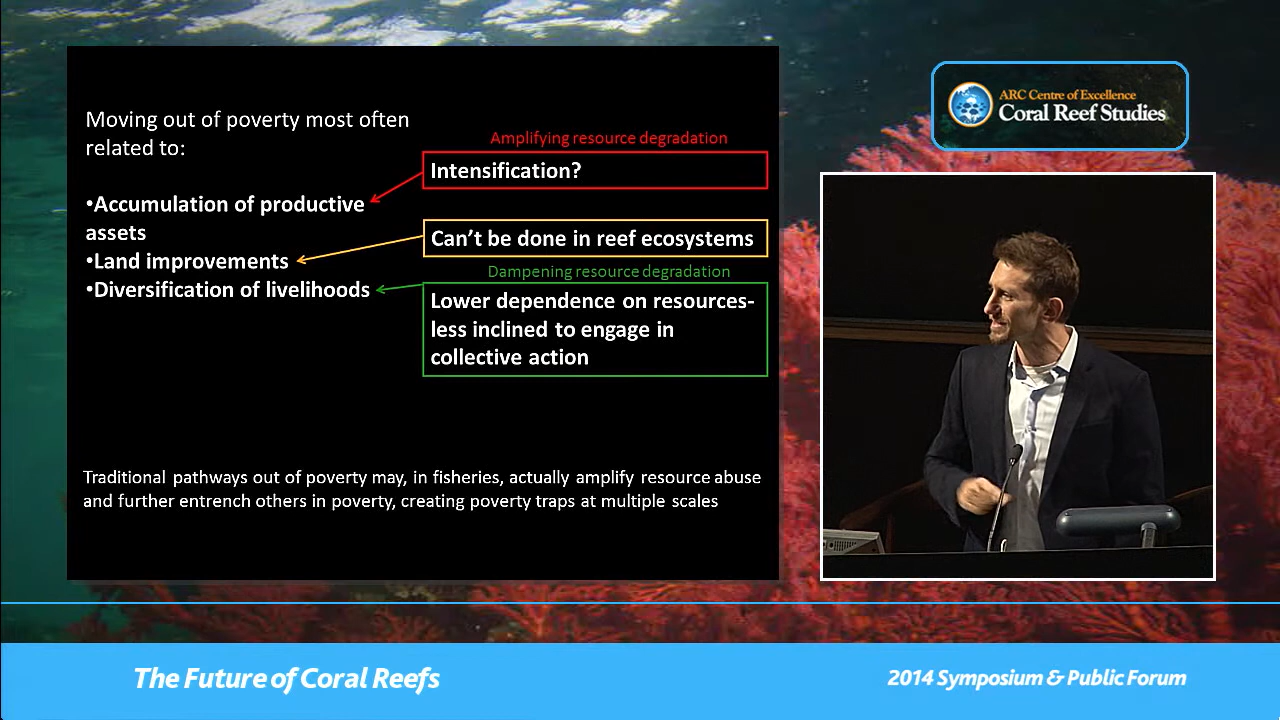 Moving out of poverty most often
related to:
•Accumulation of productive
assets
•Land improvements
•Diversification of livelihoods
Amplifying resource degradation
Intensification?
Can’t be done in reef ecosystems
Dampening resource degradation
Lower dependence on resources-
less inclined to engage in
collective action
Traditional pathways out of poverty may, in fisheries, actually amplify resource abuse
and further entrench others in poverty, creating poverty traps at multiple scales
ARC Centre of Excellence
Coral Reef Studies
The Future of Coral Reefs
2014 Symposium & Public Forum